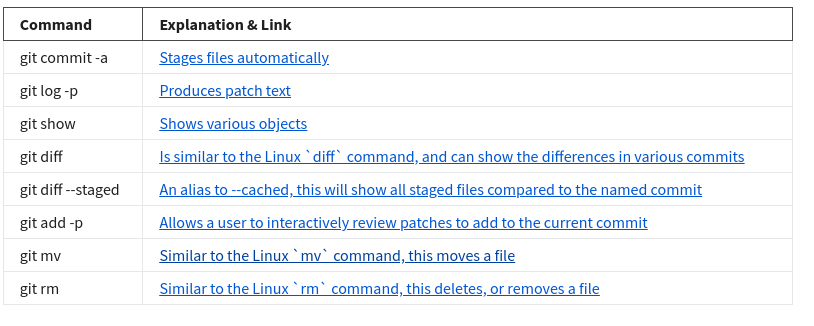 Command Explanation & Link
git commit -a Stages files automatically
git log -p Produces patch text
git show Shows various objects
git diff Is similar to the Linux `diff` command, and can show the differences in various commits
git diff --staged An alias to --cached, this will show all staged files compared to the named commit
git add -p Allows a user to interactively review patches to add to the current commit
git mv Similar to the Linux `mv` command, this moves a file
git rm Similar to the Linux `rm` command, this deletes, or removes a file